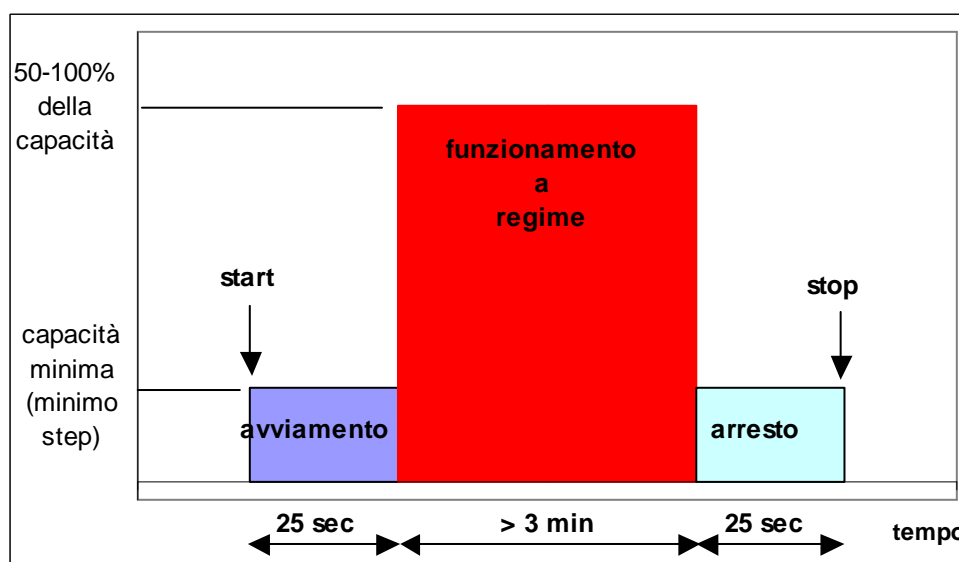 50-100%
della
capacità
funzionamento
a
regime
start
stop
capacità
minima
(minimo
step)
avviamento
arresto
25 sec
> 3 min
25 sec
tempo